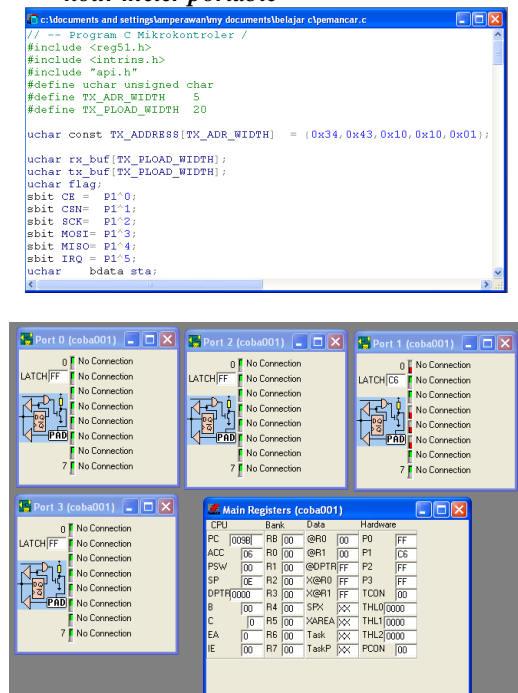 hour meter portable
c:\documents and settings\amperawan\my documents\belajar c\pemancar.c
// -- Program C Mikrokontroler /
#include <reg51.h>
#include <intrins.h>
#include "api.h"
#define uchar unsigned char
#define TX_ADR_WIDTH 5
#define TX_PLOAD_WIDTH 20
uchar const TX_ADDRESS[TX_ADR_WIDTH] = {0x34,0x43,0x10,0x10,0x01};
uchar rx_buf[TX_PLOAD_WIDTH];
uchar tx_buf[TX_PLOAD_WIDTH];
uchar flag;
sbit CE = P1^0;
sbit CSN= P1^1;
sbit SCK= P1^2;
sbit MOSI= P1^3;
sbit MISO= P1^4;
sbit IRQ = P1^5;
uchar bdata sta;
Port 0 (coba001)
0 No Connection
LATCH FF No Connection
No Connection
No Connection
No Connection
No Connection
PAD No Connection
7 No Connection
Port 2 (coba001)
0 No Connection
LATCH FF No Connection
No Connection
No Connection
No Connection
No Connection
PAD No Connection
7 No Connection
Port 1 (coba001)
0 No Connection
LATCH C6 No Connection
No Connection
No Connection
No Connection
No Connection
PAD No Connection
7 No Connection
Port 3 (coba001)
0 No Connection
LATCH FF No Connection
No Connection
No Connection
No Connection
No Connection
PAD No Connection
7 No Connection
Main Registers (coba001)
CPU Bank Data Hardware
PC 009B RB 00 @R0 00 P0 FF
ACC 06 R0 00 @R1 00 P1 C6
PSW 00 R1 00 @DPTR FF P2 FF
SP 0E R2 00 X@R0 FF P3 FF
DPTR 0000 R3 00 X@R1 FF TCON 00
B 00 R4 00 SPX XX THL0 0000
C 0 R5 00 XAREA XX THL1 0000
EA 0 R6 00 Task XX THL2 0000
IE 00 R7 00 TaskP XX PCON 00